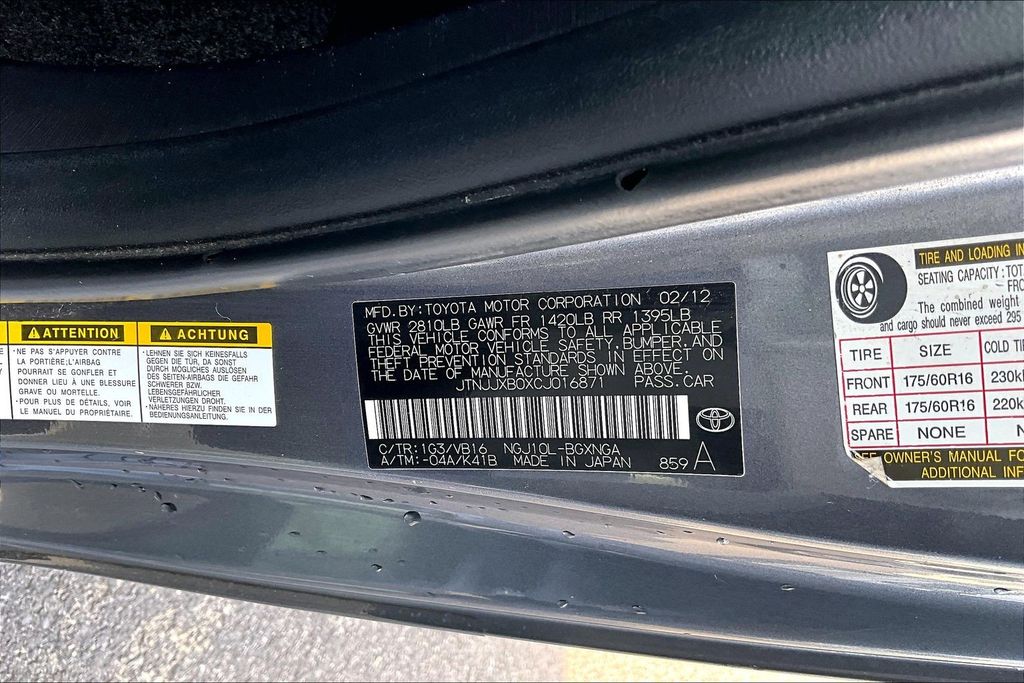 ATTENTION
·NE PAS S'APPUYER CONTRE
LA PORTIÈRE;L'AIRBAG
POURRAIT SE GONFLER ET
DONNER LIEU À UNE BLESSURE
GRAVE OU MORTELLE.
·POUR PLUS DE DÉTAILS, VOIR
LE MANUEL DU PROPRIÉTAIRE.
ACHTUNG
·LEHNEN SIE SICH KEINESFALLS
GEGEN DIE TÜR, DA SONST
DURCH MÖGLICHES AUSLÖSEN
DES SEITEN-AIRBAGS DIE GEFAHR
SCHWERER BZW.
LEBENSGEFÄHRLICHER
VERLETZUNGEN DROHT.
·NÄHERES HIERZU FINDEN SIE IN DER
BEDIENUNGSANLEITUNG.
MFD. BY:TOYOTA MOTOR CORPORATION 02/12
GVWR 2810LB GAWR FR 1420LB RR 1395LB
THIS VEHICLE CONFORMS TO ALL APPLICABLE
FEDERAL MOTOR VEHICLE SAFETY,BUMPER,AND
THEFT PREVENTION STANDARDS IN EFFECT ON
THE DATE OF MANUFACTURE SHOWN ABOVE.
JTNJJXB0XCJ016871 PASS.CAR
C/TR:1G3/VB16 NGJ10L-BGXNGA
A/TM:-04A/K41B MADE IN JAPAN 859 A
TIRE AND LOADING IN
SEATING CAPACITY:TOT
FRO
The combined weight
and cargo should never exceed 295
TIRE SIZE COLD TI
FRONT 175/60R16 230k
REAR 175/60R16 220k
SPARE NONE N
EE OWNER'S MANUAL FO
ADDITIONAL INF